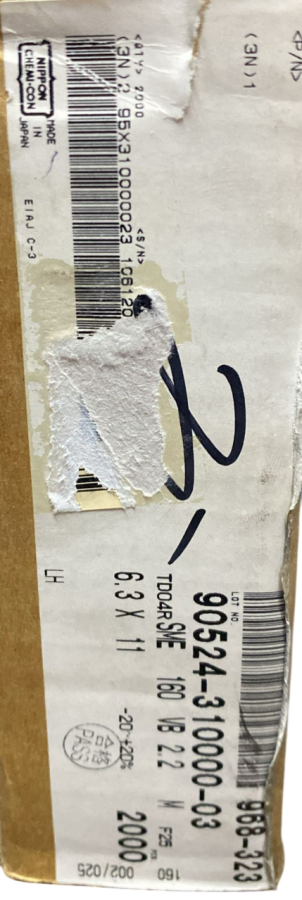 <P/N>
(3N)1
<QTY> 2000 <S/N>
(3N)2 95X310000023 106120
NIPPON
CHEMI-CON
MADE
IN
JAPAN
EIAJ C-3
LOT NO.
968-323
90524-310000-03
TD04R SME 160 VB 2.2 M F25
6.3 X 11 -20~+20% 2000
合格
PASS
LH
160
002/025